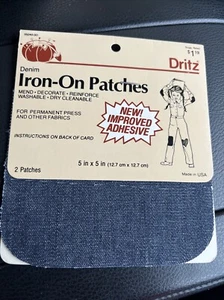 Dritz®
Denim
Iron-On Patches
MEND • DECORATE • REINFORCE
WASHABLE • DRY CLEANABLE
FOR PERMANENT PRESS
AND OTHER FABRICS
NEW!
IMPROVED
ADHESIVE
INSTRUCTIONS ON BACK OF CARD
5 in x 5 in (12.7 cm x 12.7 cm)
2 Patches
Made in USA